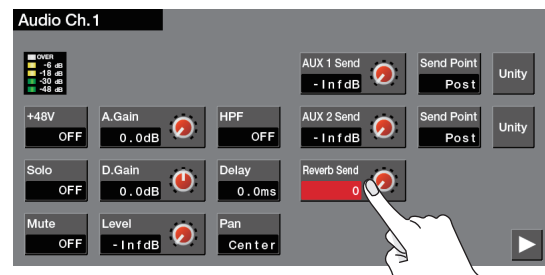 Audio Ch.1
OVER
-6 dB
-18 dB
-30 dB
-48 dB
AUX 1 Send
-InfdB
Send Point
Post
Unity
+48V
OFF
A.Gain
0.0dB
HPF
OFF
AUX 2 Send
-InfdB
Send Point
Post
Unity
Solo
OFF
D.Gain
0.0dB
Delay
0.0ms
Reverb Send
0
Mute
OFF
Level
-InfdB
Pan
Center